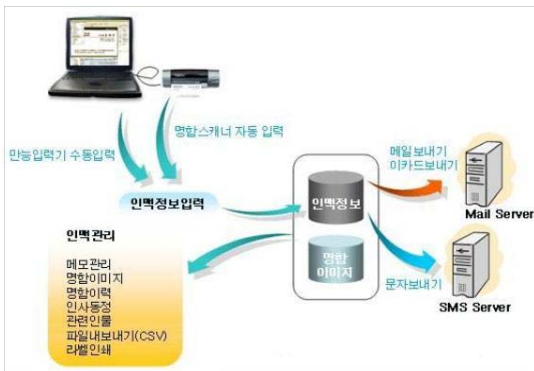 명함스캐너 자동 입력
만능입력기 수동입력
인맥정보입력
인맥관리
메모관리
명함이미지
명함이력
인사동정
관련인물
파일내보내기(CSV)
라벨인쇄
인맥정보
명함
이미지
메일보내기
이카드보내기
Mail Server
문자보내기
SMS Server